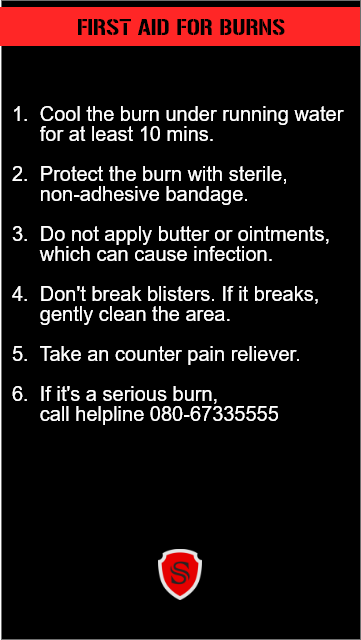 FIRST AID FOR BURNS
1. Cool the burn under running water
for at least 10 mins.
2. Protect the burn with sterile,
non-adhesive bandage.
3. Do not apply butter or ointments,
which can cause infection.
4. Don't break blisters. If it breaks,
gently clean the area.
5. Take an counter pain reliever.
6. If it's a serious burn,
call helpline 080-67335555
S